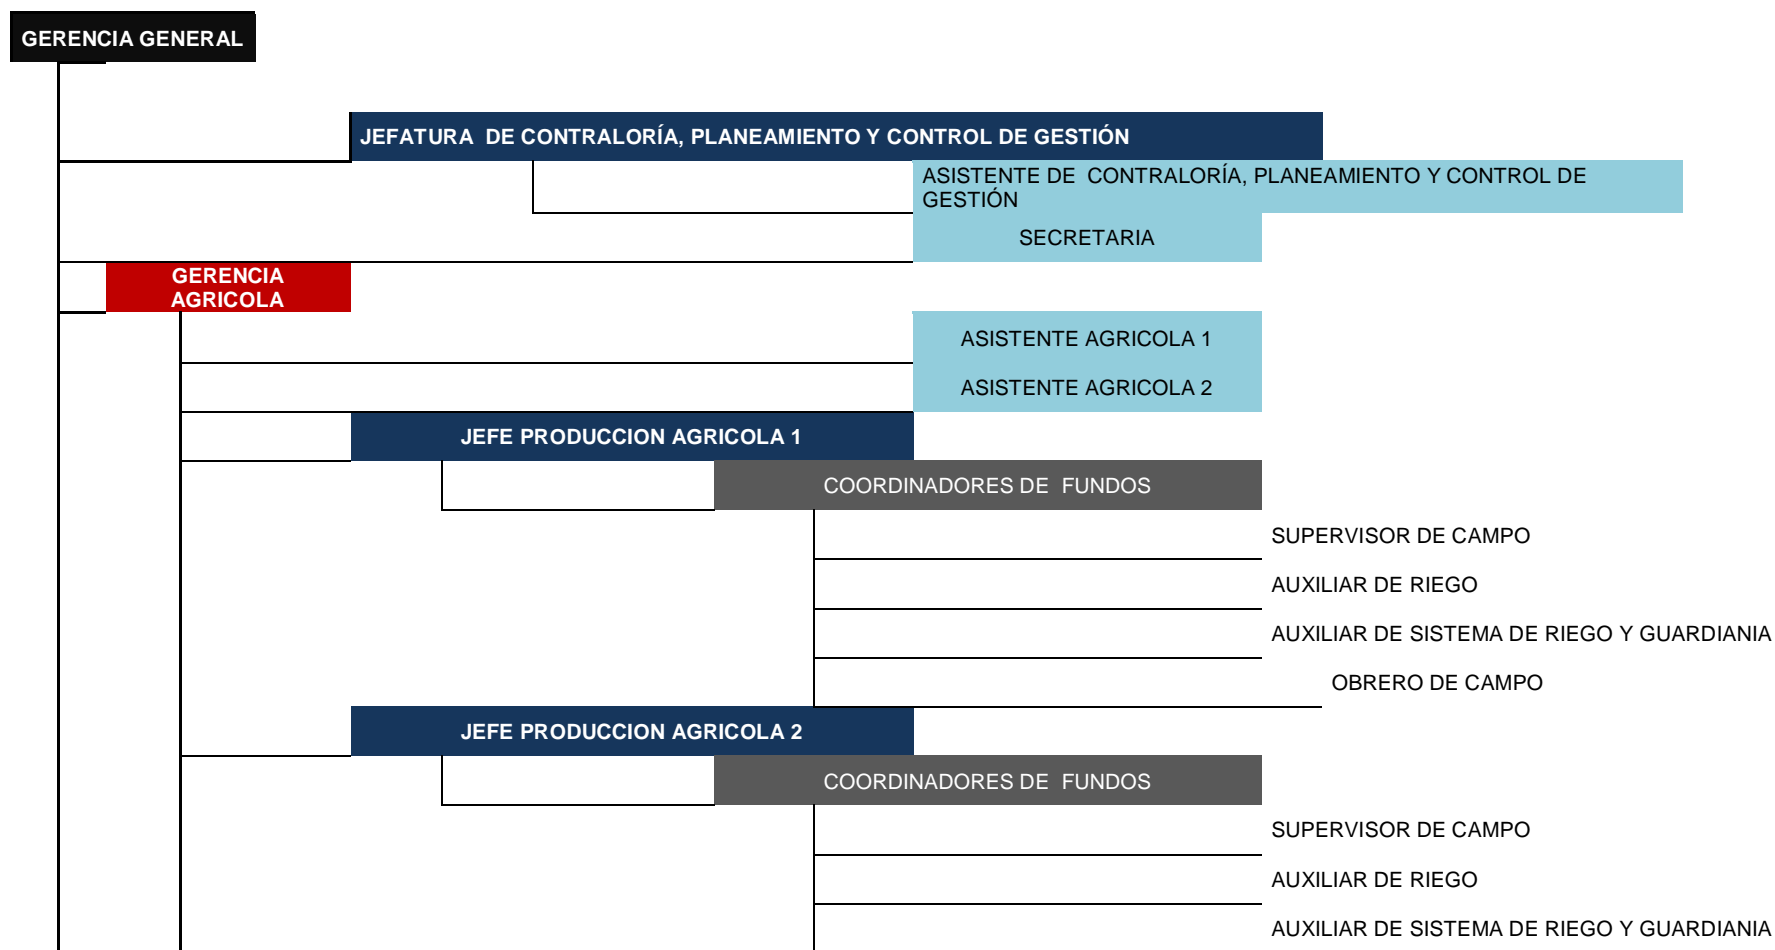 GERENCIA GENERAL
JEFATURA DE CONTRALORÍA, PLANEAMIENTO Y CONTROL DE GESTIÓN
ASISTENTE DE CONTRALORÍA, PLANEAMIENTO Y CONTROL DE
GESTIÓN
SECRETARIA
GERENCIA
AGRICOLA
ASISTENTE AGRICOLA 1
ASISTENTE AGRICOLA 2
JEFE PRODUCCION AGRICOLA 1
COORDINADORES DE FUNDOS
SUPERVISOR DE CAMPO
AUXILIAR DE RIEGO
AUXILIAR DE SISTEMA DE RIEGO Y GUARDIANIA
OBRERO DE CAMPO
JEFE PRODUCCION AGRICOLA 2
COORDINADORES DE FUNDOS
SUPERVISOR DE CAMPO
AUXILIAR DE RIEGO
AUXILIAR DE SISTEMA DE RIEGO Y GUARDIANIA